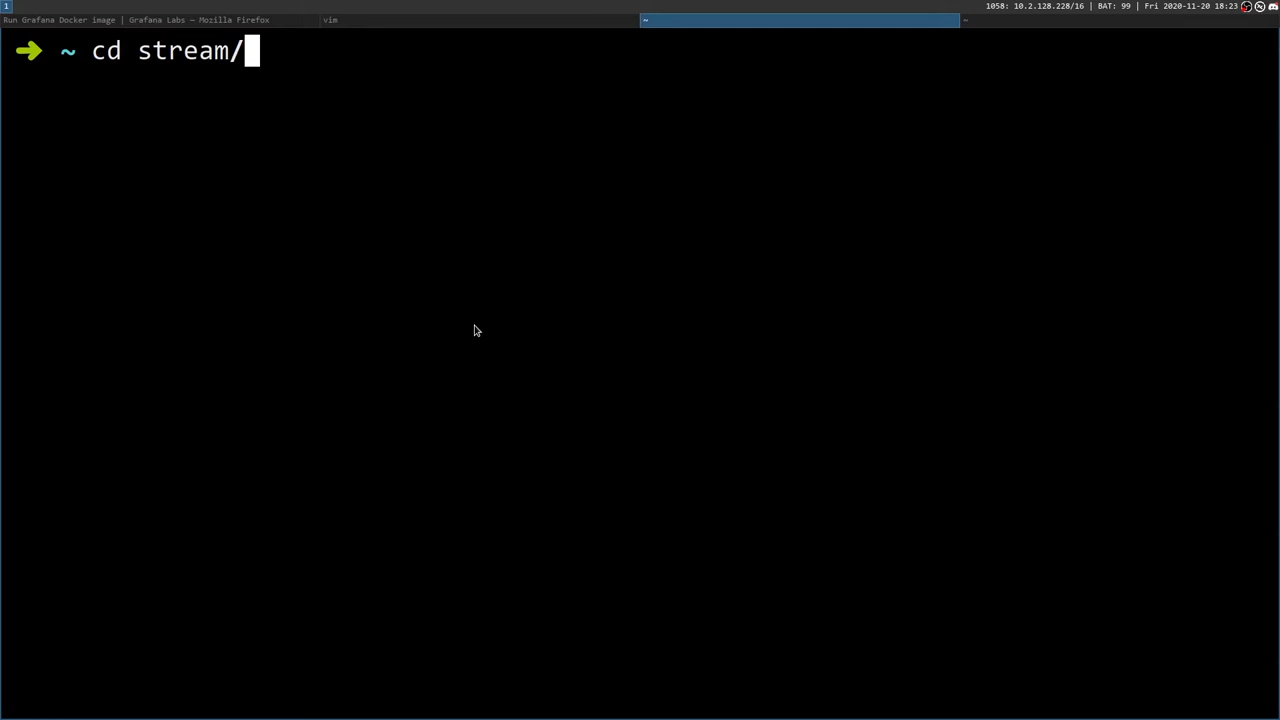 1
1058: 10.2.128.228/16 | BAT: 99 | Fri 2020-11-20 18:23
Run Grafana Docker image | Grafana Labs — Mozilla Firefox
vim
~
~
~ cd stream/